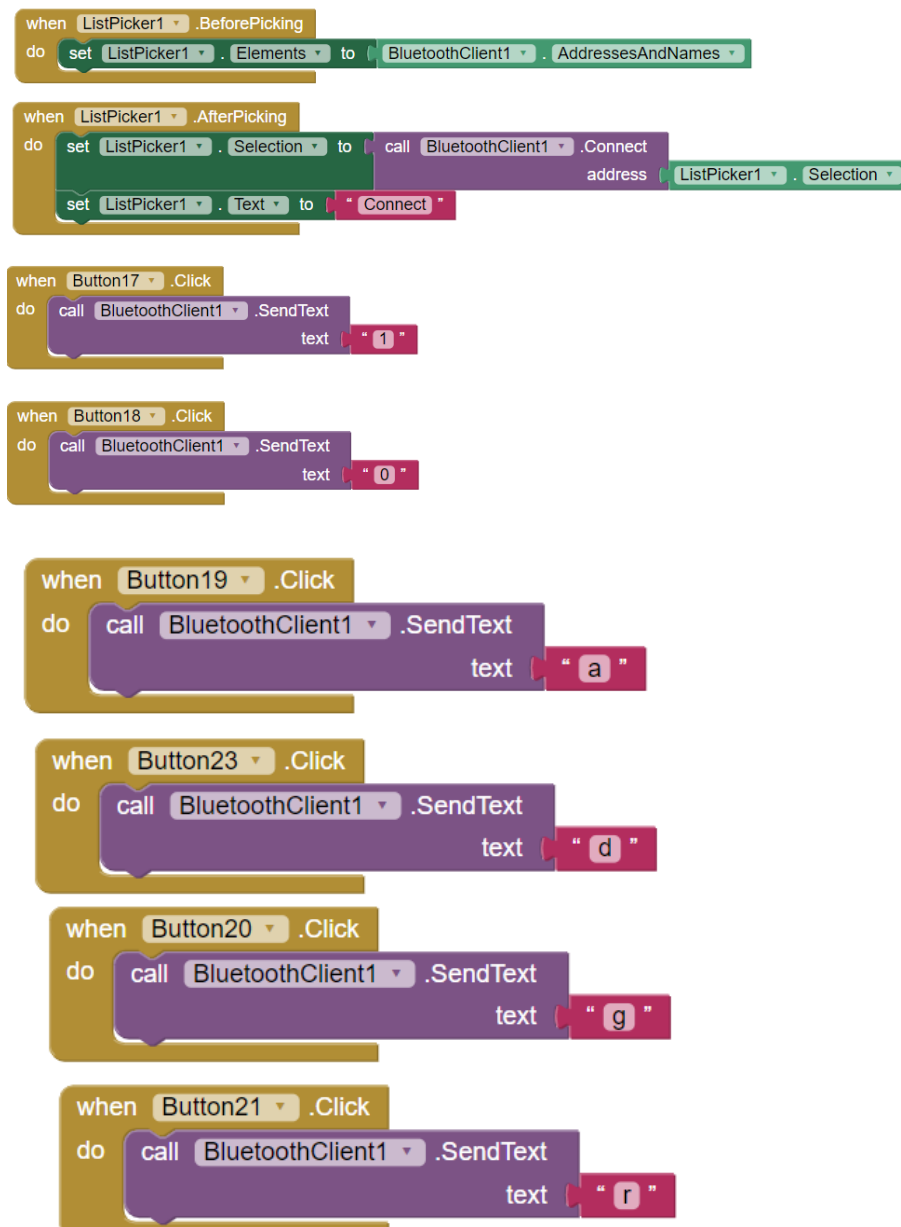 when ListPicker1 .BeforePicking
do set ListPicker1 . Elements to BluetoothClient1 . AddressesAndNames
when ListPicker1 .AfterPicking
do set ListPicker1 . Selection to call BluetoothClient1 .Connect
address ListPicker1 . Selection
set ListPicker1 . Text to “ Connect ”
when Button17 .Click
do call BluetoothClient1 .SendText
text “ 1 ”
when Button18 .Click
do call BluetoothClient1 .SendText
text “ 0 ”
when Button19 .Click
do call BluetoothClient1 .SendText
text “ a ”
when Button23 .Click
do call BluetoothClient1 .SendText
text “ d ”
when Button20 .Click
do call BluetoothClient1 .SendText
text “ g ”
when Button21 .Click
do call BluetoothClient1 .SendText
text “ r ”